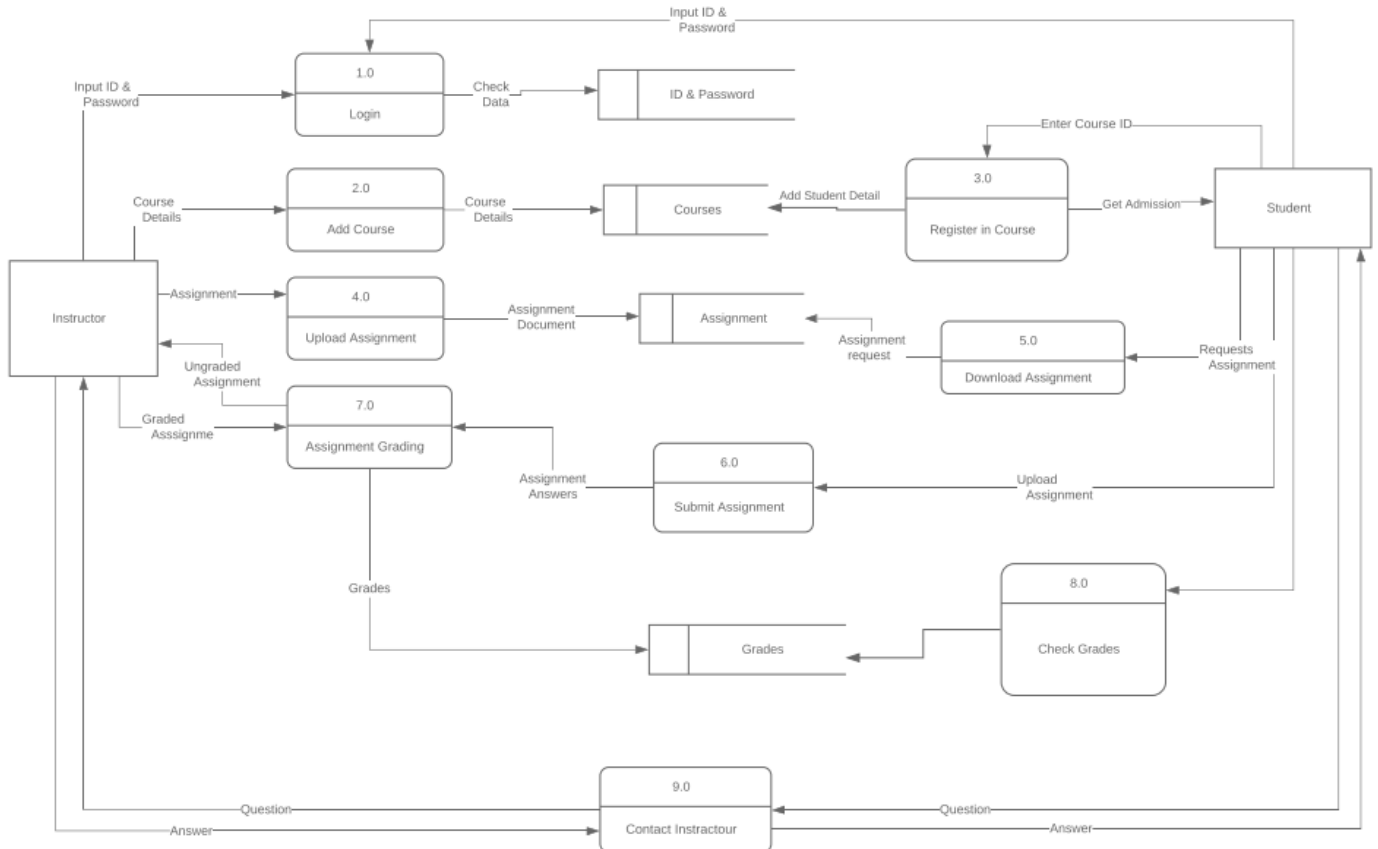 Input ID &
Password
1.0
Login
Input ID &
Password
Check
Data
ID & Password
Enter Course ID
2.0
Add Course
Course
Details
Course
Details
Courses
Add Student Detail
3.0
Register in Course
Get Admission
Student
Instructor
Assignment
4.0
Upload Assignment
Assignment
Document
Assignment
Assignment
request
5.0
Download Assignment
Requests
Assignment
Ungraded
Assignment
7.0
Assignment Grading
Graded
Asssignme
Assignment
Answers
6.0
Submit Assignment
Upload
Assignment
Grades
8.0
Check Grades
Grades
9.0
Contact Instractour
Question
Answer
Question
Answer